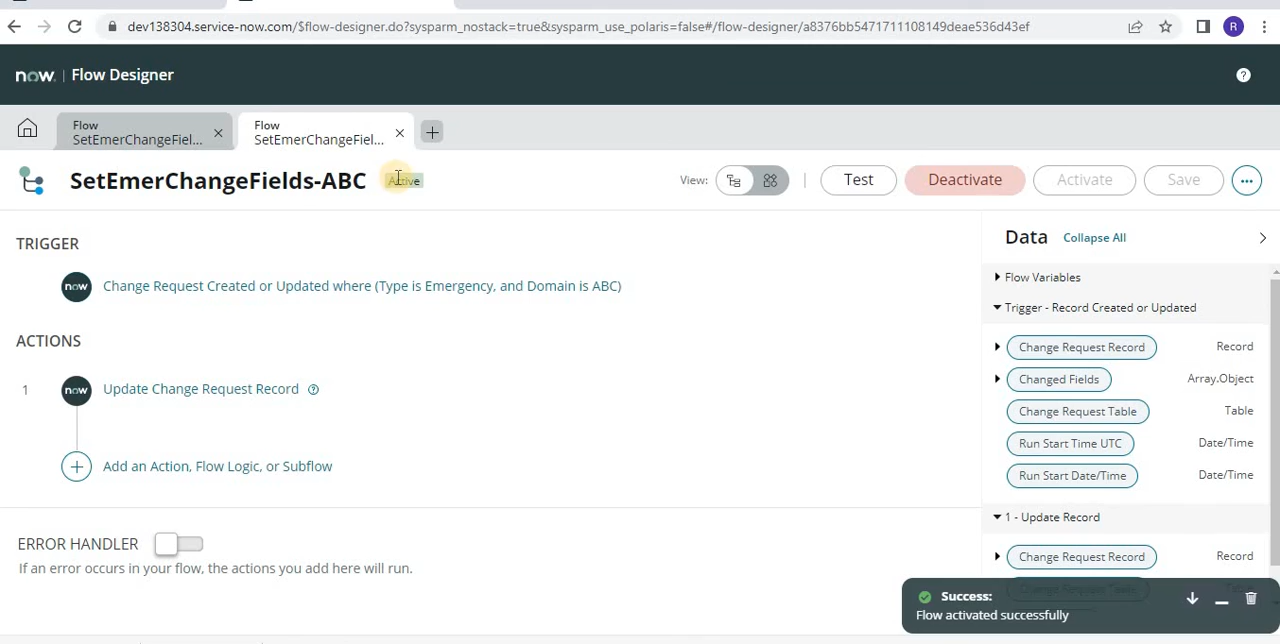 dev138304.service-now.com/$flow-designer.do?sysparm_nostack=true&sysparm_use_polaris=false#/flow-designer/a8376bb5471711108149deae536d43ef
R
now. | Flow Designer
?
Flow
SetEmerChangeFiel...
Flow
SetEmerChangeFiel...
SetEmerChangeFields-ABC
Active
View:
Test
Deactivate
Activate
Save
TRIGGER
now
Change Request Created or Updated where (Type is Emergency, and Domain is ABC)
ACTIONS
1
now
Update Change Request Record
Add an Action, Flow Logic, or Subflow
ERROR HANDLER
If an error occurs in your flow, the actions you add here will run.
Data
Collapse All
Flow Variables
Trigger - Record Created or Updated
Change Request Record
Record
Changed Fields
Array.Object
Change Request Table
Table
Run Start Time UTC
Date/Time
Run Start Date/Time
Date/Time
1 - Update Record
Change Request Record
Record
Success:
Flow activated successfully